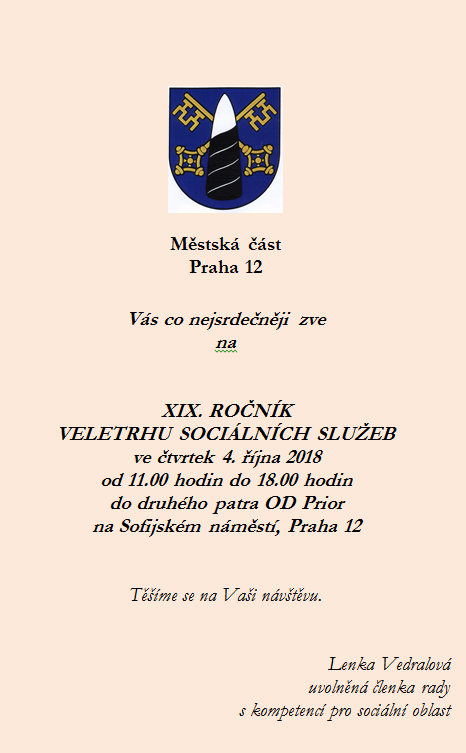 Městská část
Praha 12
Vás co nejsrdečněji zve
na
XIX. ROČNÍK
VELETRHU SOCIÁLNÍCH SLUŽEB
ve čtvrtek 4. října 2018
od 11.00 hodin do 18.00 hodin
do druhého patra OD Prior
na Sofijském náměstí, Praha 12
Těšíme se na Vaši návštěvu.
Lenka Vedralová
uvolněná členka rady
s kompetencí pro sociální oblast